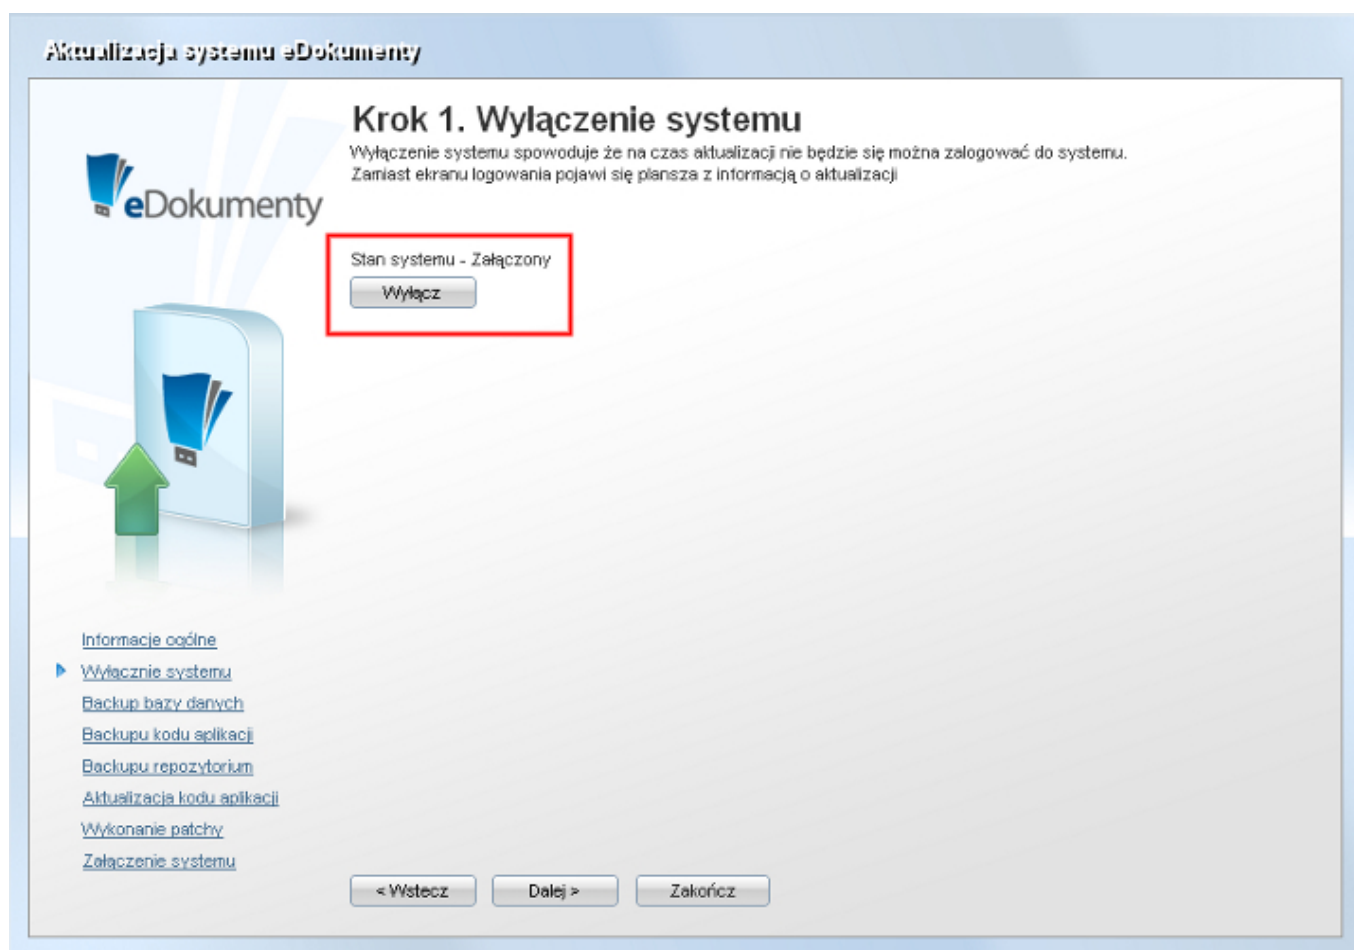 Aktualizacja systemu eDokumenty
Krok 1. Wylączenie systemu
Wyłączenie systemu spowoduje że na czas aktualizacji nie będzie się można zalogować do systemu.
Zamiast ekranu logowania pojawi się plansza z informacją o aktualizacji
eDokumenty
Stan systemu - Załączony
Wyłącz
Informacje ogólne
Wyłącznie systemu
Backup bazy danych
Backupu kodu aplikacji
Backupu repozytorium
Aktualizacja kodu aplikacji
Wykonanie patchy
Załączenie systemu
< Wstecz Dalej > Zakończ